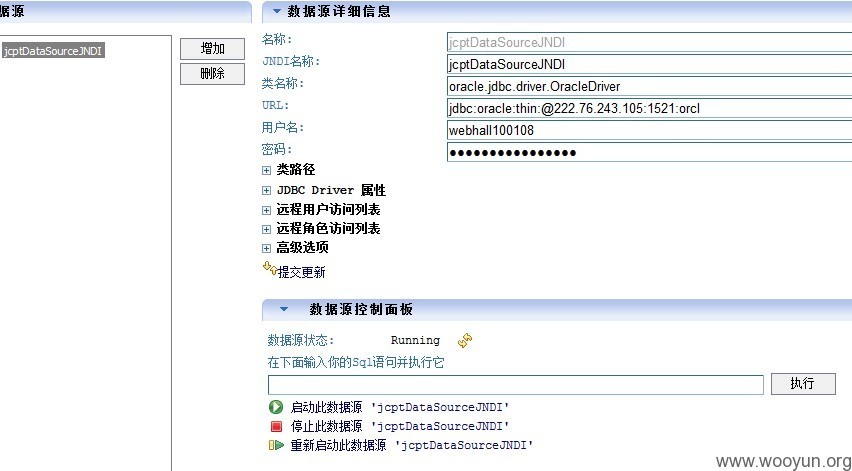 据源
jcptDataSourceJNDI
增加
删除
数据源详细信息
名称: jcptDataSourceJNDI
JNDI名称: jcptDataSourceJNDI
类名称: oracle.jdbc.driver.OracleDriver
URL: jdbc:oracle:thin:@222.76.243.105:1521:orcl
用户名: webhall100108
密码: ●●●●●●●●●●●●●●●●
类路径
JDBC Driver 属性
远程用户访问列表
远程角色访问列表
高级选项
提交更新
数据源控制面板
数据源状态: Running
在下面输入你的Sql语句并执行它
执行
启动此数据源 'jcptDataSourceJNDI'
停止此数据源 'jcptDataSourceJNDI'
重新启动此数据源 'jcptDataSourceJNDI'
www.wooyun.org